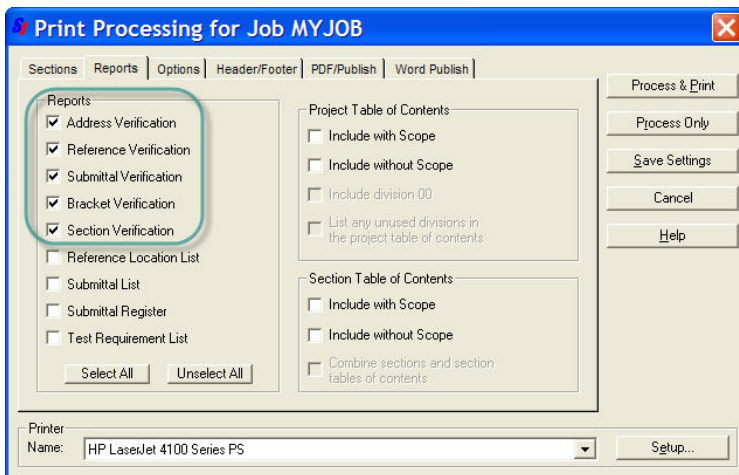 SI Print Processing for Job MYJOB
Sections Reports Options Header/Footer PDF/Publish Word Publish
Reports
Address Verification
Reference Verification
Submittal Verification
Bracket Verification
Section Verification
Reference Location List
Submittal List
Submittal Register
Test Requirement List
Select All Unselect All
Project Table of Contents
Include with Scope
Include without Scope
Include division 00
List any unused divisions in
the project table of contents
Section Table of Contents
Include with Scope
Include without Scope
Combine sections and section
tables of contents
Process & Print
Process Only
Save Settings
Cancel
Help
Printer
Name: HP LaserJet 4100 Series PS Setup...